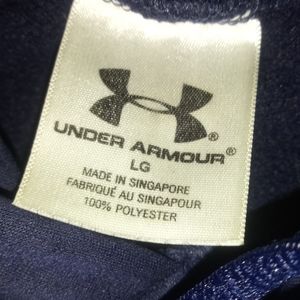 UNDER ARMOUR®
LG
MADE IN SINGAPORE
FABRIQUÉ AU SINGAPOUR
100% POLYESTER